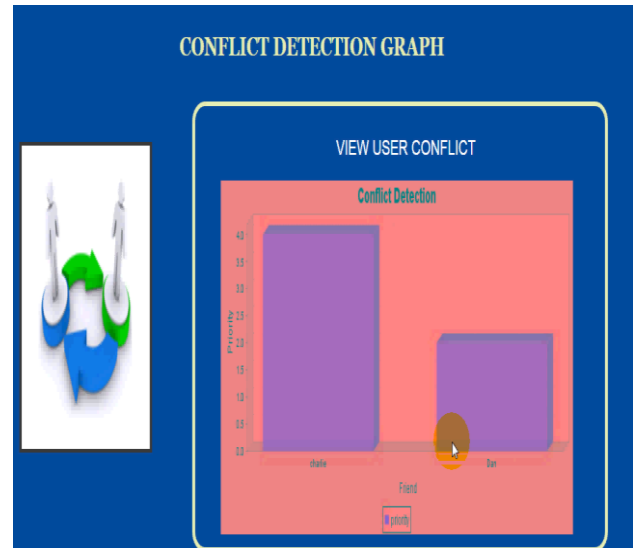 CONFLICT DETECTION GRAPH
VIEW USER CONFLICT
Conflict Detection
4.0
3.5
3.0
2.5
2.0
1.5
1.0
0.5
0.0
Priority
charlie
Dan
Friend
priority